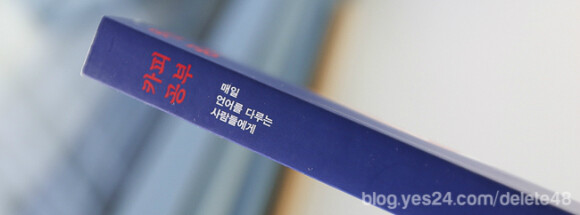 카피
공부
매일
언어를 다루는
사람들에게
blog.yes24.com/delete48